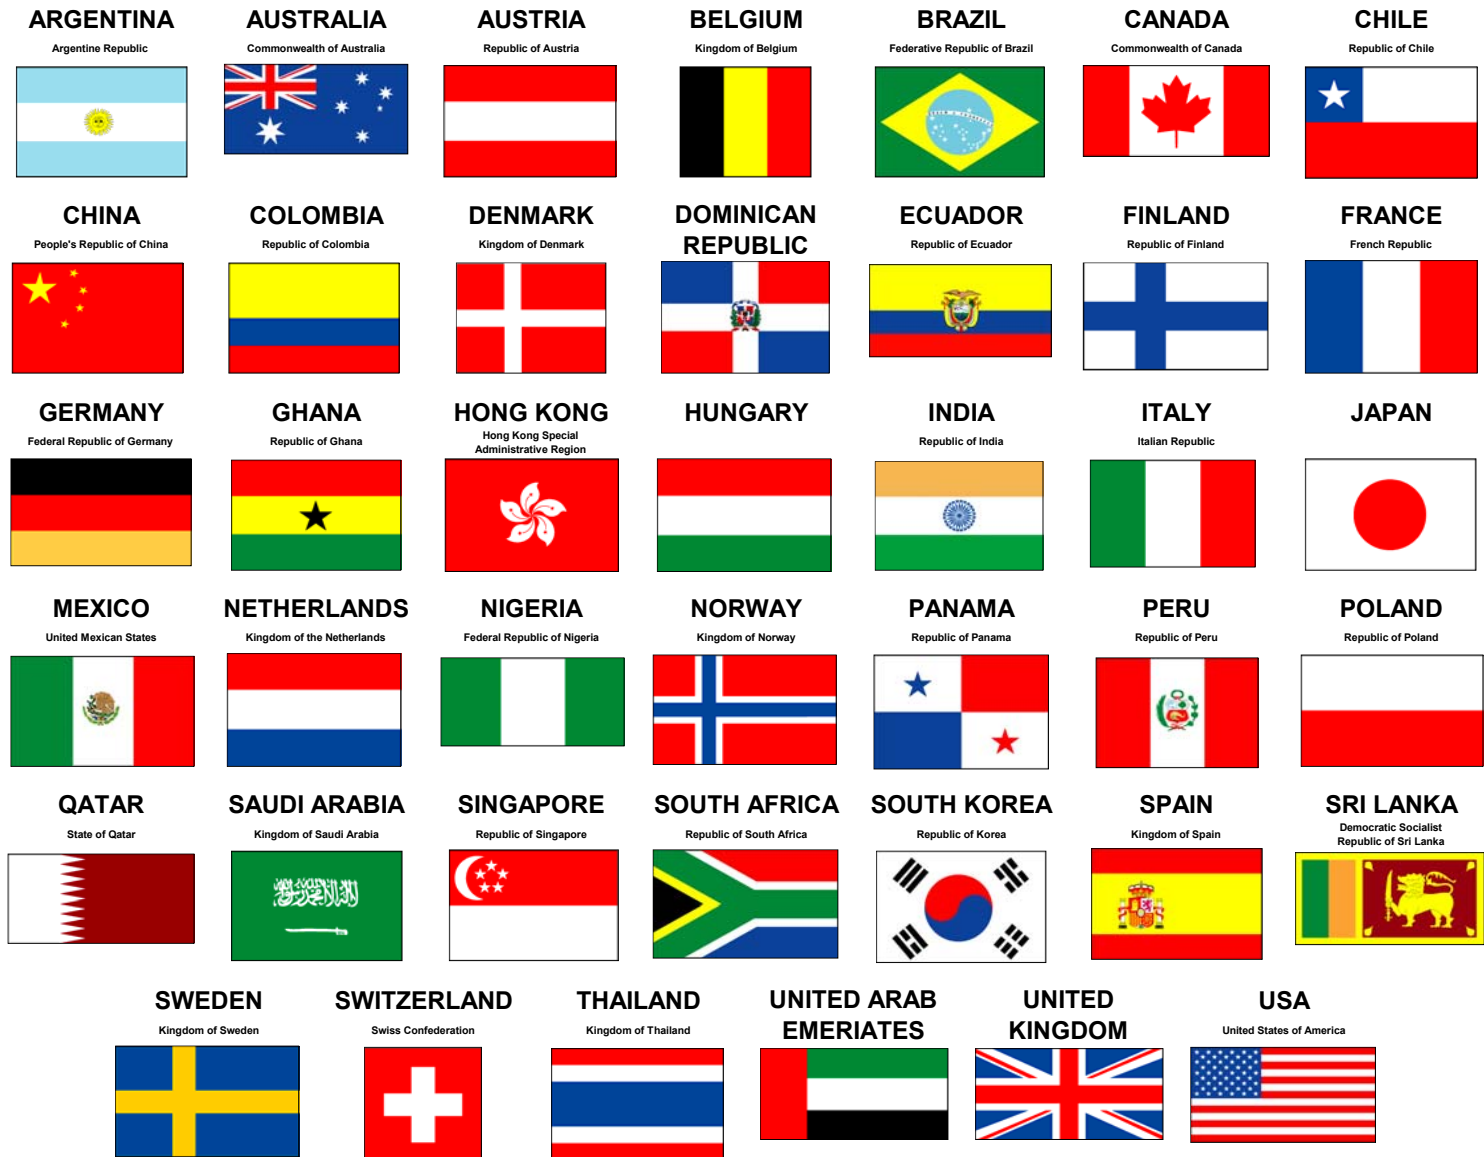 ARGENTINA AUSTRALIA AUSTRIA BELGIUM BRAZIL CANADA CHILE
Argentine Republic Commonwealth of Australia Republic of Austria Kingdom of Belgium Federative Republic of Brazil Commonwealth of Canada Republic of Chile
CHINA COLOMBIA DENMARK DOMINICAN REPUBLIC ECUADOR FINLAND FRANCE
People's Republic of China Republic of Colombia Kingdom of Denmark Republic of Ecuador Republic of Finland French Republic
GERMANY GHANA HONG KONG HUNGARY INDIA ITALY JAPAN
Federal Republic of Germany Republic of Ghana Hong Kong Special Administrative Region Republic of India Italian Republic
MEXICO NETHERLANDS NIGERIA NORWAY PANAMA PERU POLAND
United Mexican States Kingdom of the Netherlands Federal Republic of Nigeria Kingdom of Norway Republic of Panama Republic of Peru Republic of Poland
QATAR SAUDI ARABIA SINGAPORE SOUTH AFRICA SOUTH KOREA SPAIN SRI LANKA
State of Qatar Kingdom of Saudi Arabia Republic of Singapore Republic of South Africa Republic of Korea Kingdom of Spain Democratic Socialist Republic of Sri Lanka
SWEDEN SWITZERLAND THAILAND UNITED ARAB EMERIATES UNITED KINGDOM USA
Kingdom of Sweden Swiss Confederation Kingdom of Thailand United States of America